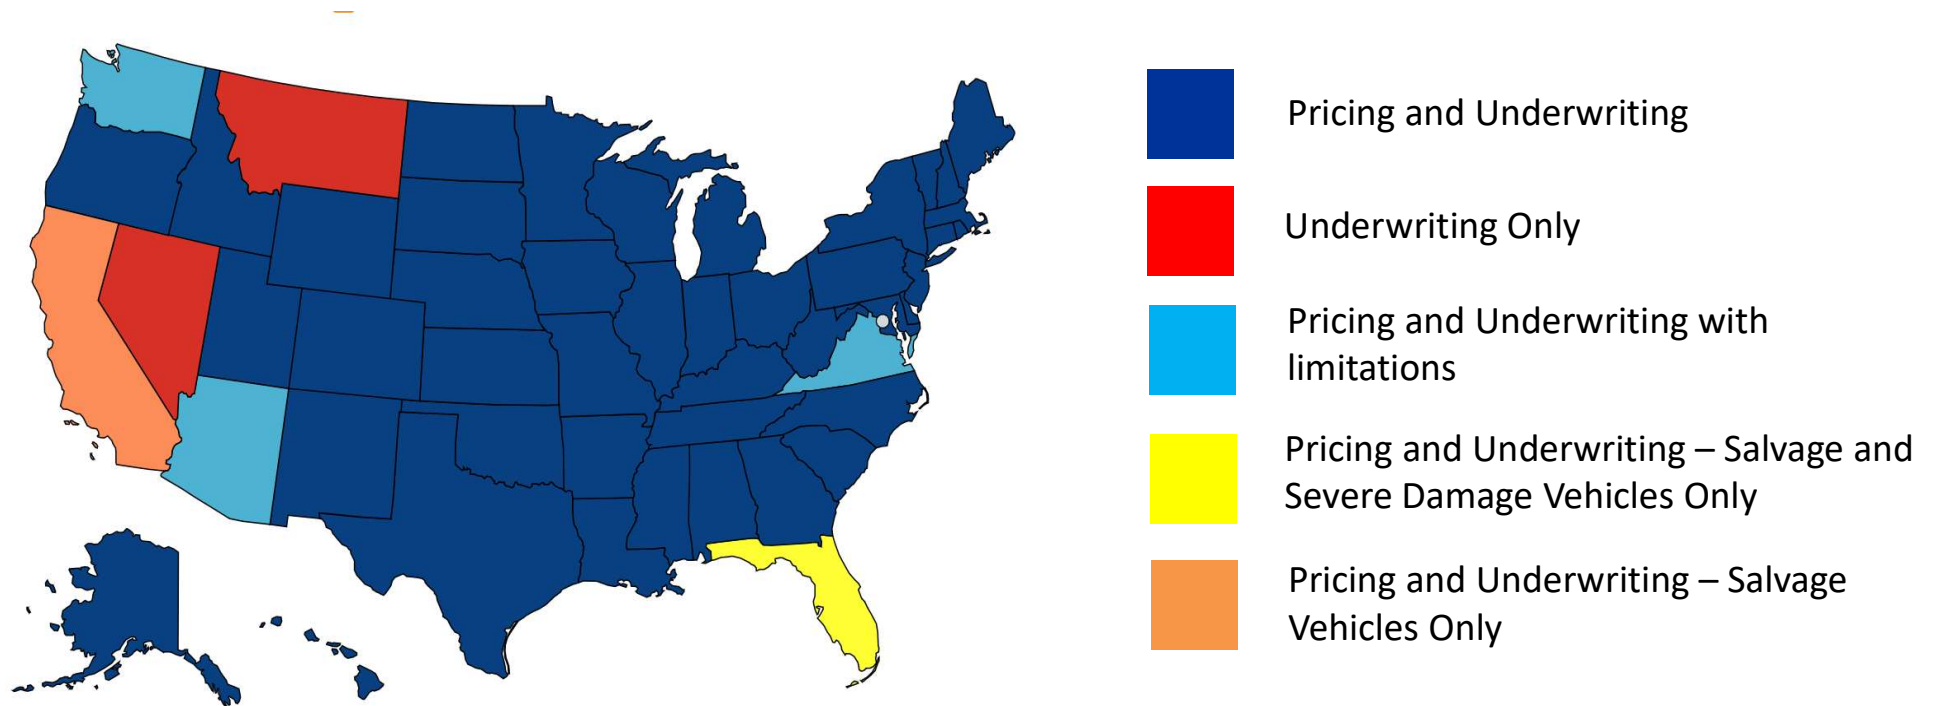 Pricing and Underwriting
Underwriting Only
Pricing and Underwriting with
limitations
Pricing and Underwriting – Salvage and
Severe Damage Vehicles Only
Pricing and Underwriting – Salvage
Vehicles Only